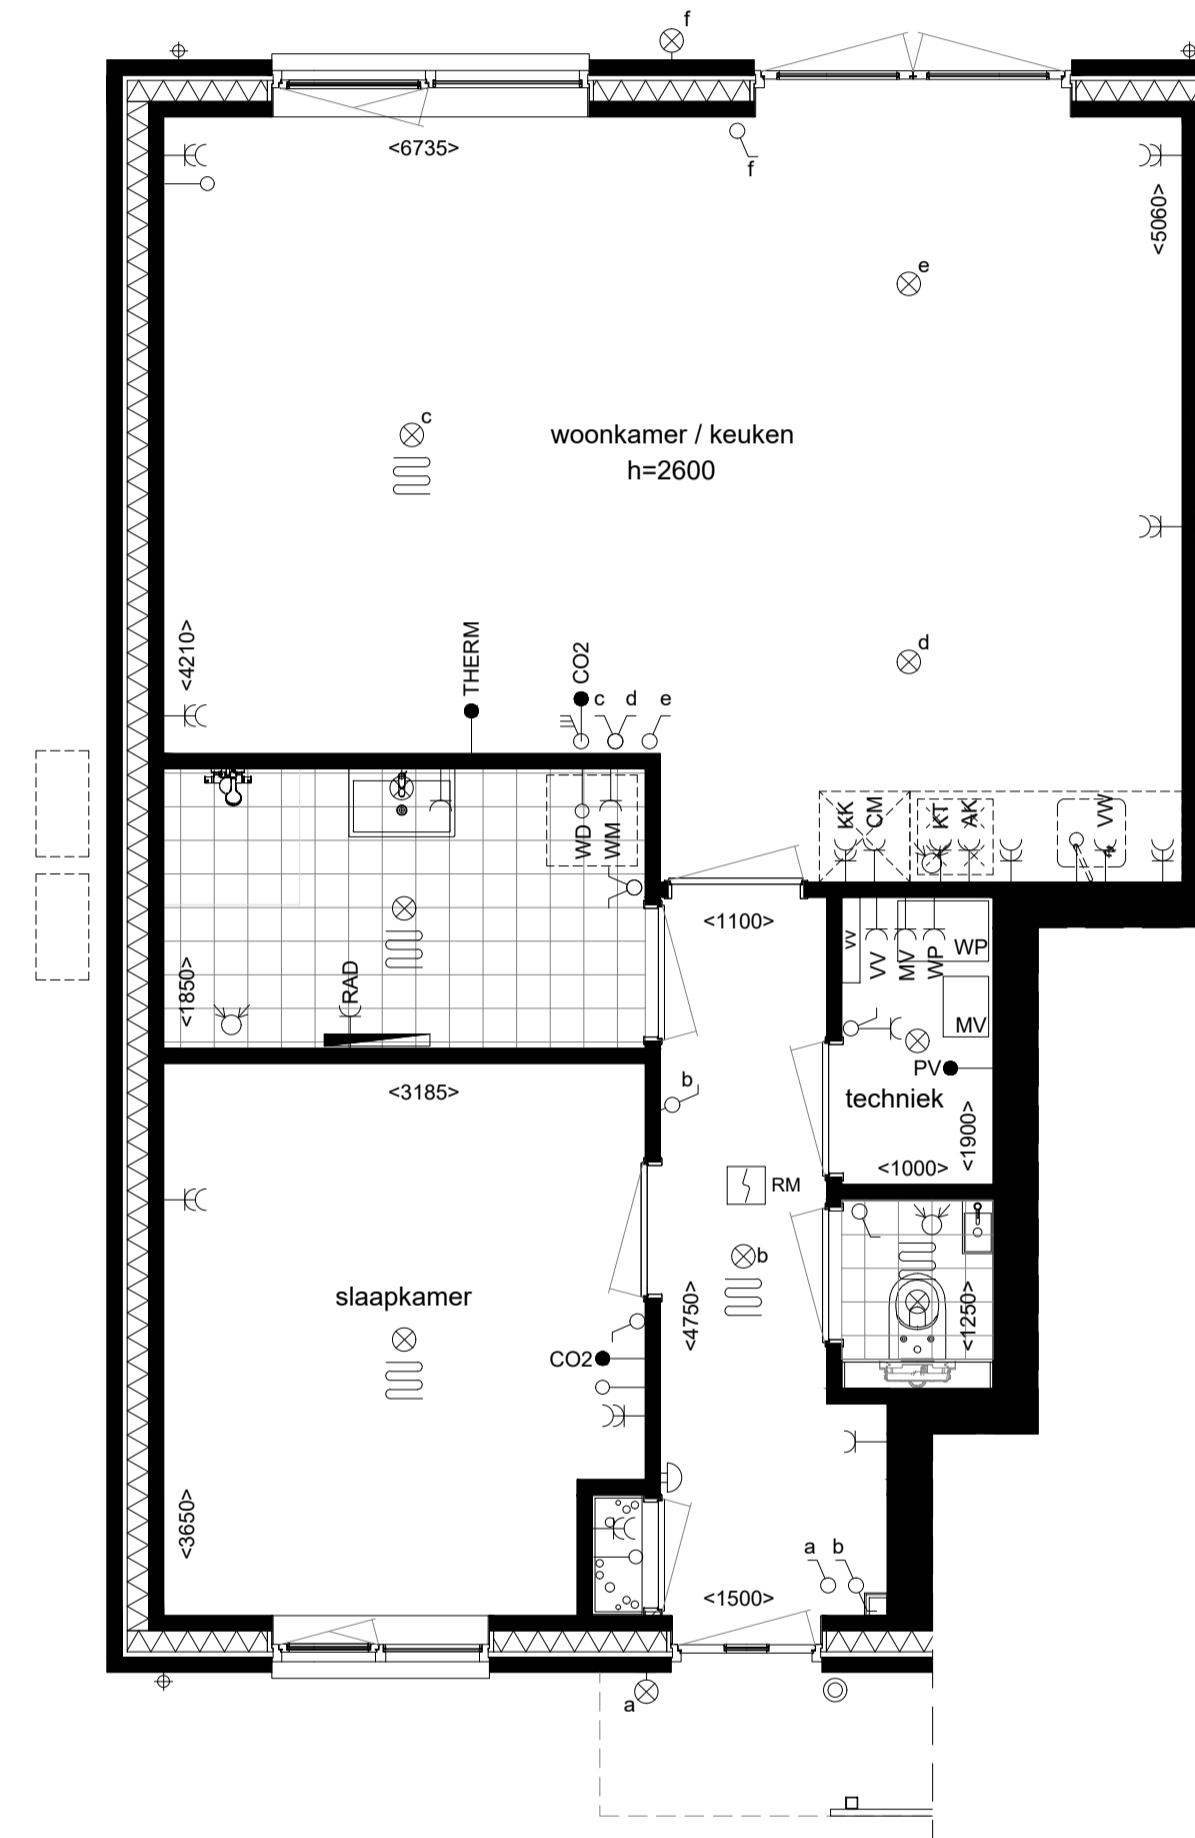 f
<6735>
f
<5060>
e
c
woonkamer / keuken
h=2600
d
<4210>
THERM
CO2
c d e
KK CM KT AK VW
WD WM
<1100>
vv VV MV WP WP
<1850>
RAD
MV
PV
techniek
<3185>
b
<1900>
<1000>
RM
b
slaapkamer
<4750>
<1250>
CO2
<3650>
a b
<1500>
a